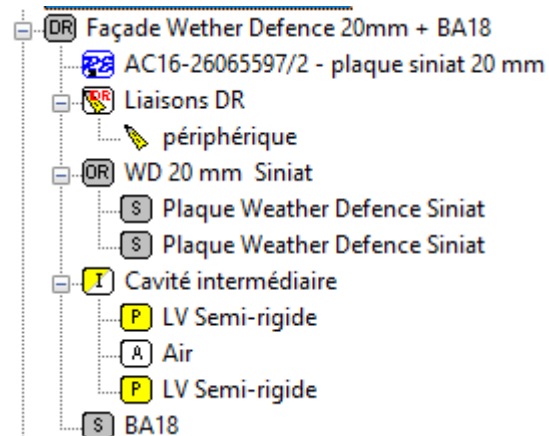 DR Façade Wether Defence 20mm + BA18
AC16-26065597/2 - plaque siniat 20 mm
DR Liaisons DR
périphérique
OR WD 20 mm Siniat
S Plaque Weather Defence Siniat
S Plaque Weather Defence Siniat
I Cavité intermédiaire
P LV Semi-rigide
A Air
P LV Semi-rigide
S BA18